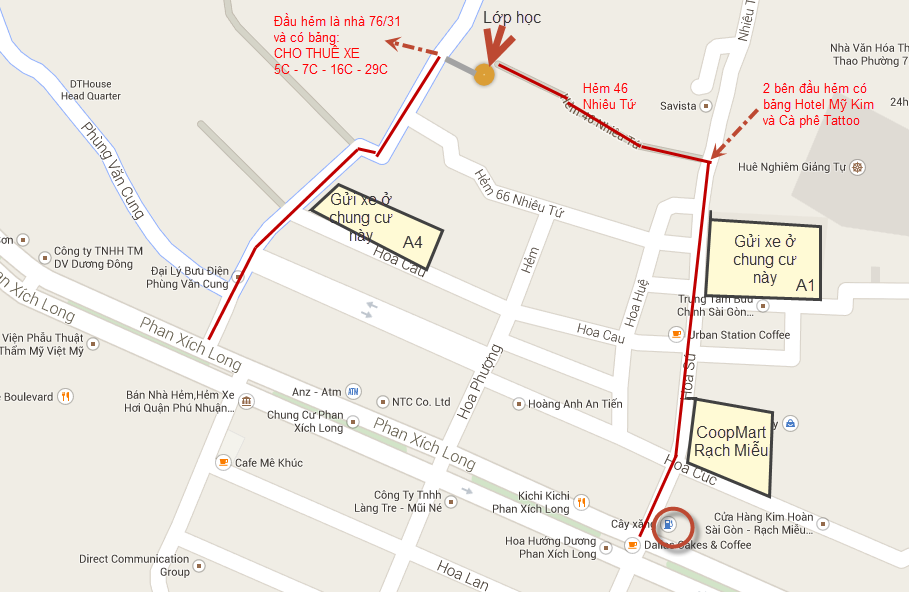 Đầu hẻm là nhà 76/31
và có bảng:
CHO THUÊ XE
5C - 7C - 16C - 29C
Lớp học
Nhà Văn Hóa Th
Thao Phường 7
DTHouse
Head Quarter
Hẻm 46
Nhiêu Tứ
2 bên đầu hẻm có
bảng Hotel Mỹ Kim
và Cà phê Tattoo
Nhiêu Tứ
24h
Savista
Hẻm 46 Nhiêu Tứ
Phùng Văn Cung
Huê Nghiêm Giảng Tự
Hẻm 66 Nhiêu Tứ
Gửi xe ở
chung cư
này
A4
Gửi xe ở
chung cư
này
A1
Hoa Cau
Hẻm
Công ty TNHH TM
DV Dương Đông
Đại Lý Bưu Điện
Phùng Văn Cung
Hoa Huệ
Trung Tâm Bưu
Chính Sài Gòn...
Phan Xích Long
Phan Xích Long
Hoa Cau
Urban Station Coffee
Viện Phẫu Thuật
Thẩm Mỹ Việt Mỹ
Hoa Sứ
Hoa Phượng
Boulevard
Bán Nhà Hẻm,Hẻm Xe
Hơi Quận Phú Nhuận...
Anz - Atm
ATM
NTC Co. Ltd
Hoàng Anh An Tiến
Chung Cư Phan
Xích Long
Phan Xích Long
CoopMart
Rạch Miễu
Hoa Cúc
Cafe Mê Khúc
Công Ty Tnhh
Làng Tre - Mũi Né
Kichi Kichi
Phan Xích Long
Cây xăng
Cửa Hàng Kim Hoàn
Sài Gòn - Rạch Miễu...
Hoa Hướng Dương
Phan Xích Long
Dallas Cakes & Coffee
Direct Communication
Group
Hoa Lan